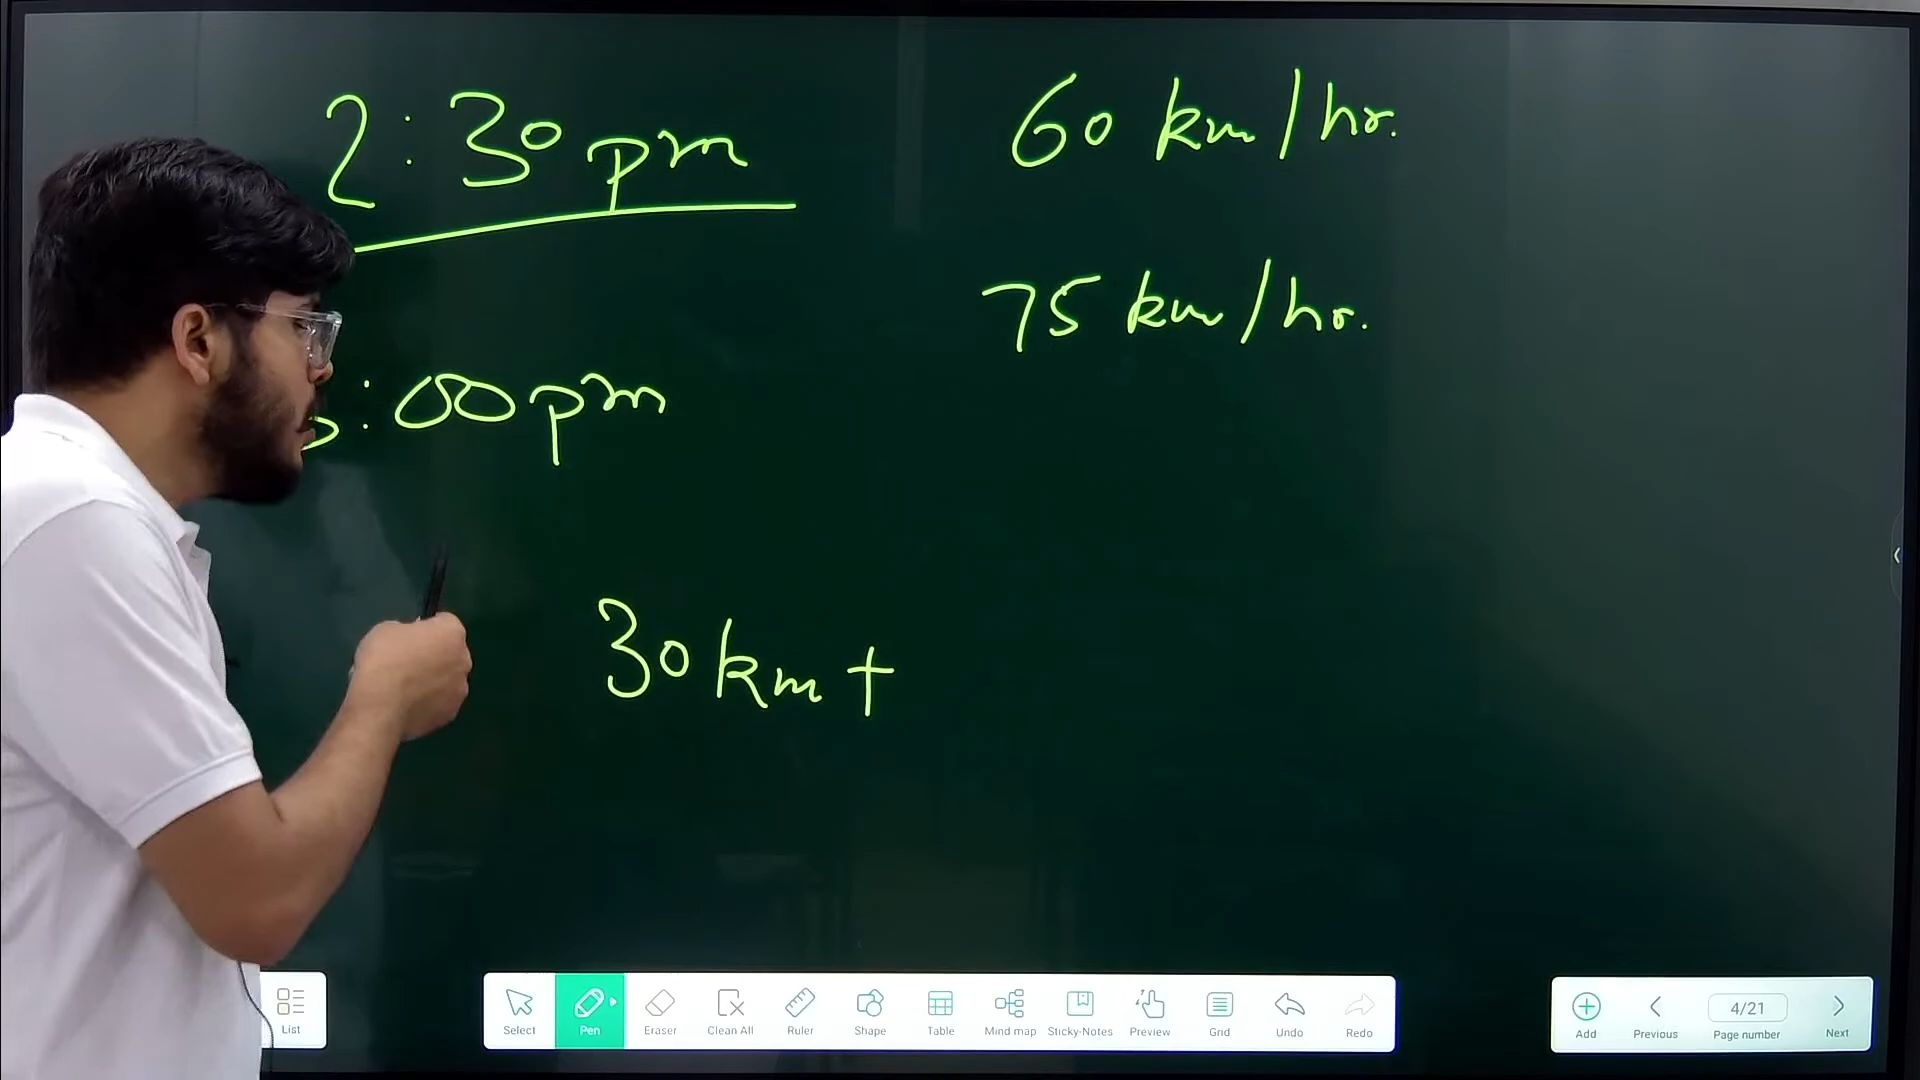 2:30 pm
60 km/hr.
75 km/hr.
:00 pm
30 km +
List
Select
Pen
Eraser
Clean All
Ruler
Shape
Table
Mind map
Sticky-Notes
Preview
Grid
Undo
Redo
Add
Previous
4/21
Page number
Next